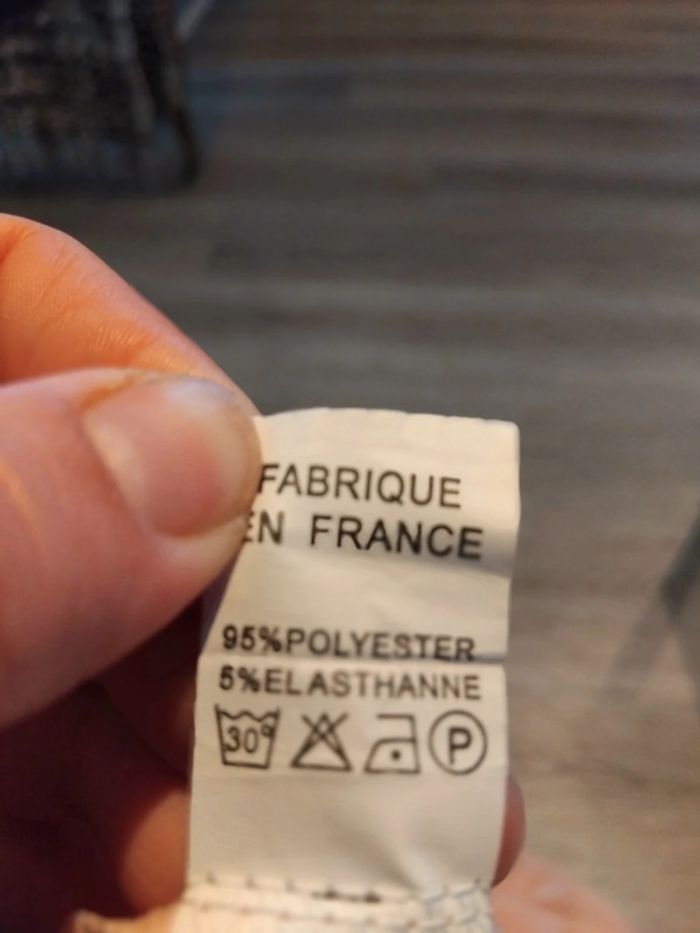 FABRIQUE
EN FRANCE
95%POLYESTER
5%ELASTHANNE
30° P